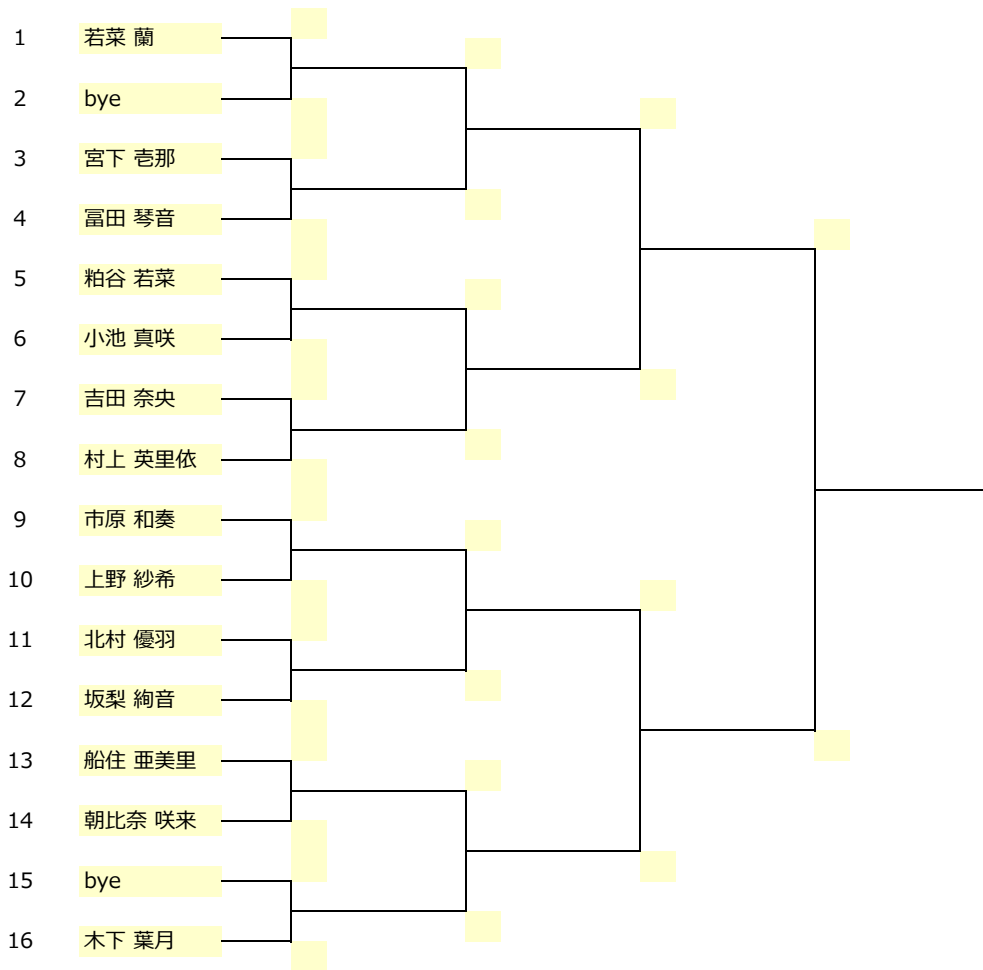 1 若菜 蘭
2 bye
3 宮下 壱那
4 冨田 琴音
5 粕谷 若菜
6 小池 真咲
7 吉田 奈央
8 村上 英里依
9 市原 和奏
10 上野 紗希
11 北村 優羽
12 坂梨 絢音
13 船住 亜美里
14 朝比奈 咲来
15 bye
16 木下 葉月